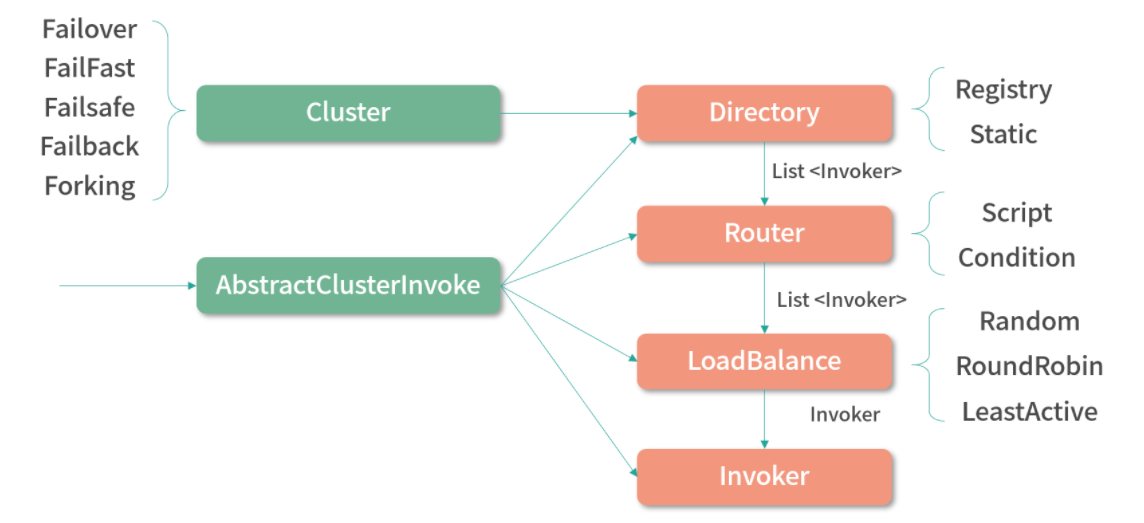 Failover
FailFast
Failsafe
Failback
Forking
Cluster
AbstractClusterInvoke
Directory
List <Invoker>
Router
List <Invoker>
LoadBalance
Invoker
Invoker
Registry
Static
Script
Condition
Random
RoundRobin
LeastActive